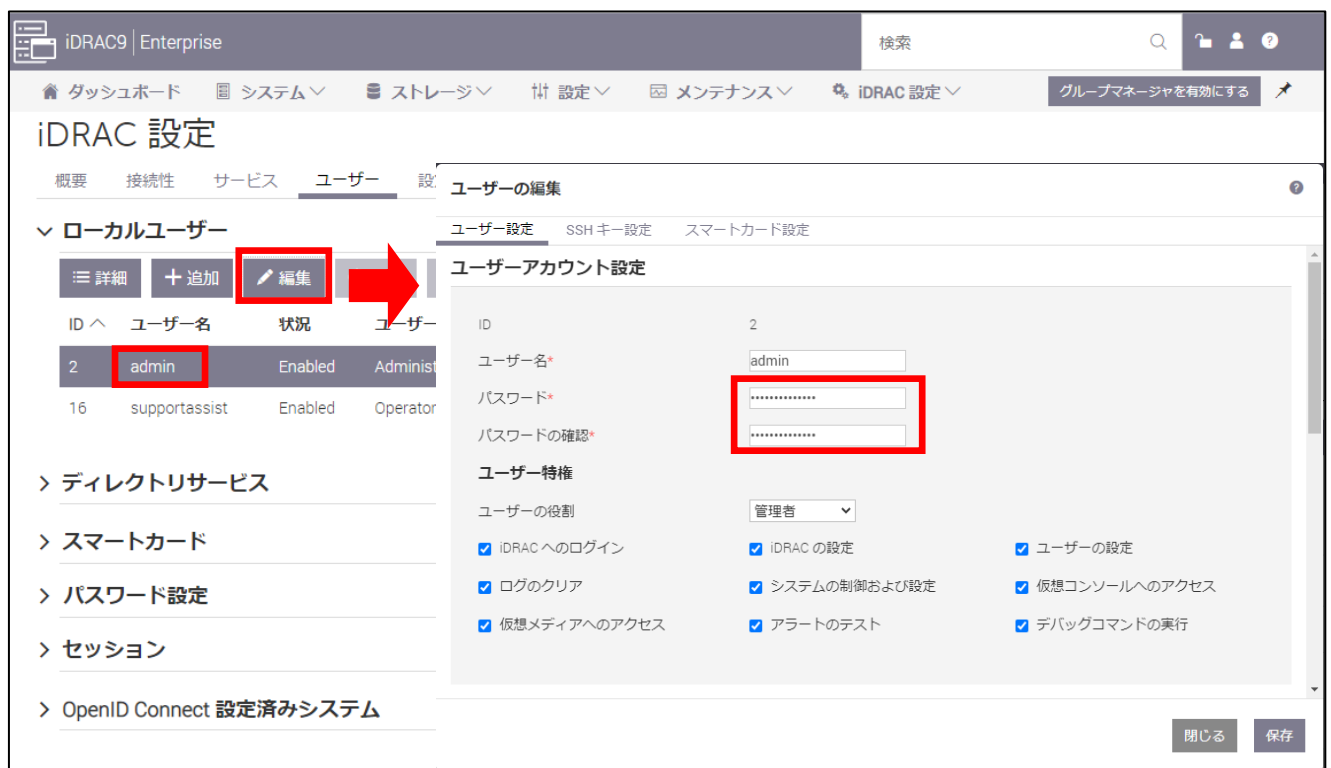 iDRAC9 | Enterprise
検索
ダッシュボード システム ストレージ 設定 メンテナンス iDRAC 設定 グループマネージャを有効にする
iDRAC 設定
概要 接続性 サービス ユーザー 設
ローカルユーザー
詳細 追加 編集
ID ユーザー名 状況 ユーザー
2 admin Enabled Administ
16 supportassist Enabled Operator
ディレクトリサービス
スマートカード
パスワード設定
セッション
OpenID Connect 設定済みシステム
ユーザーの編集
ユーザー設定 SSH キー設定 スマートカード設定
ユーザーアカウント設定
ID 2
ユーザー名* admin
パスワード* ••••••••••••••
パスワードの確認* ••••••••••••••
ユーザー特権
ユーザーの役割 管理者
iDRAC へのログイン iDRAC の設定 ユーザーの設定
ログのクリア システムの制御および設定 仮想コンソールへのアクセス
仮想メディアへのアクセス アラートのテスト デバッグコマンドの実行
閉じる 保存